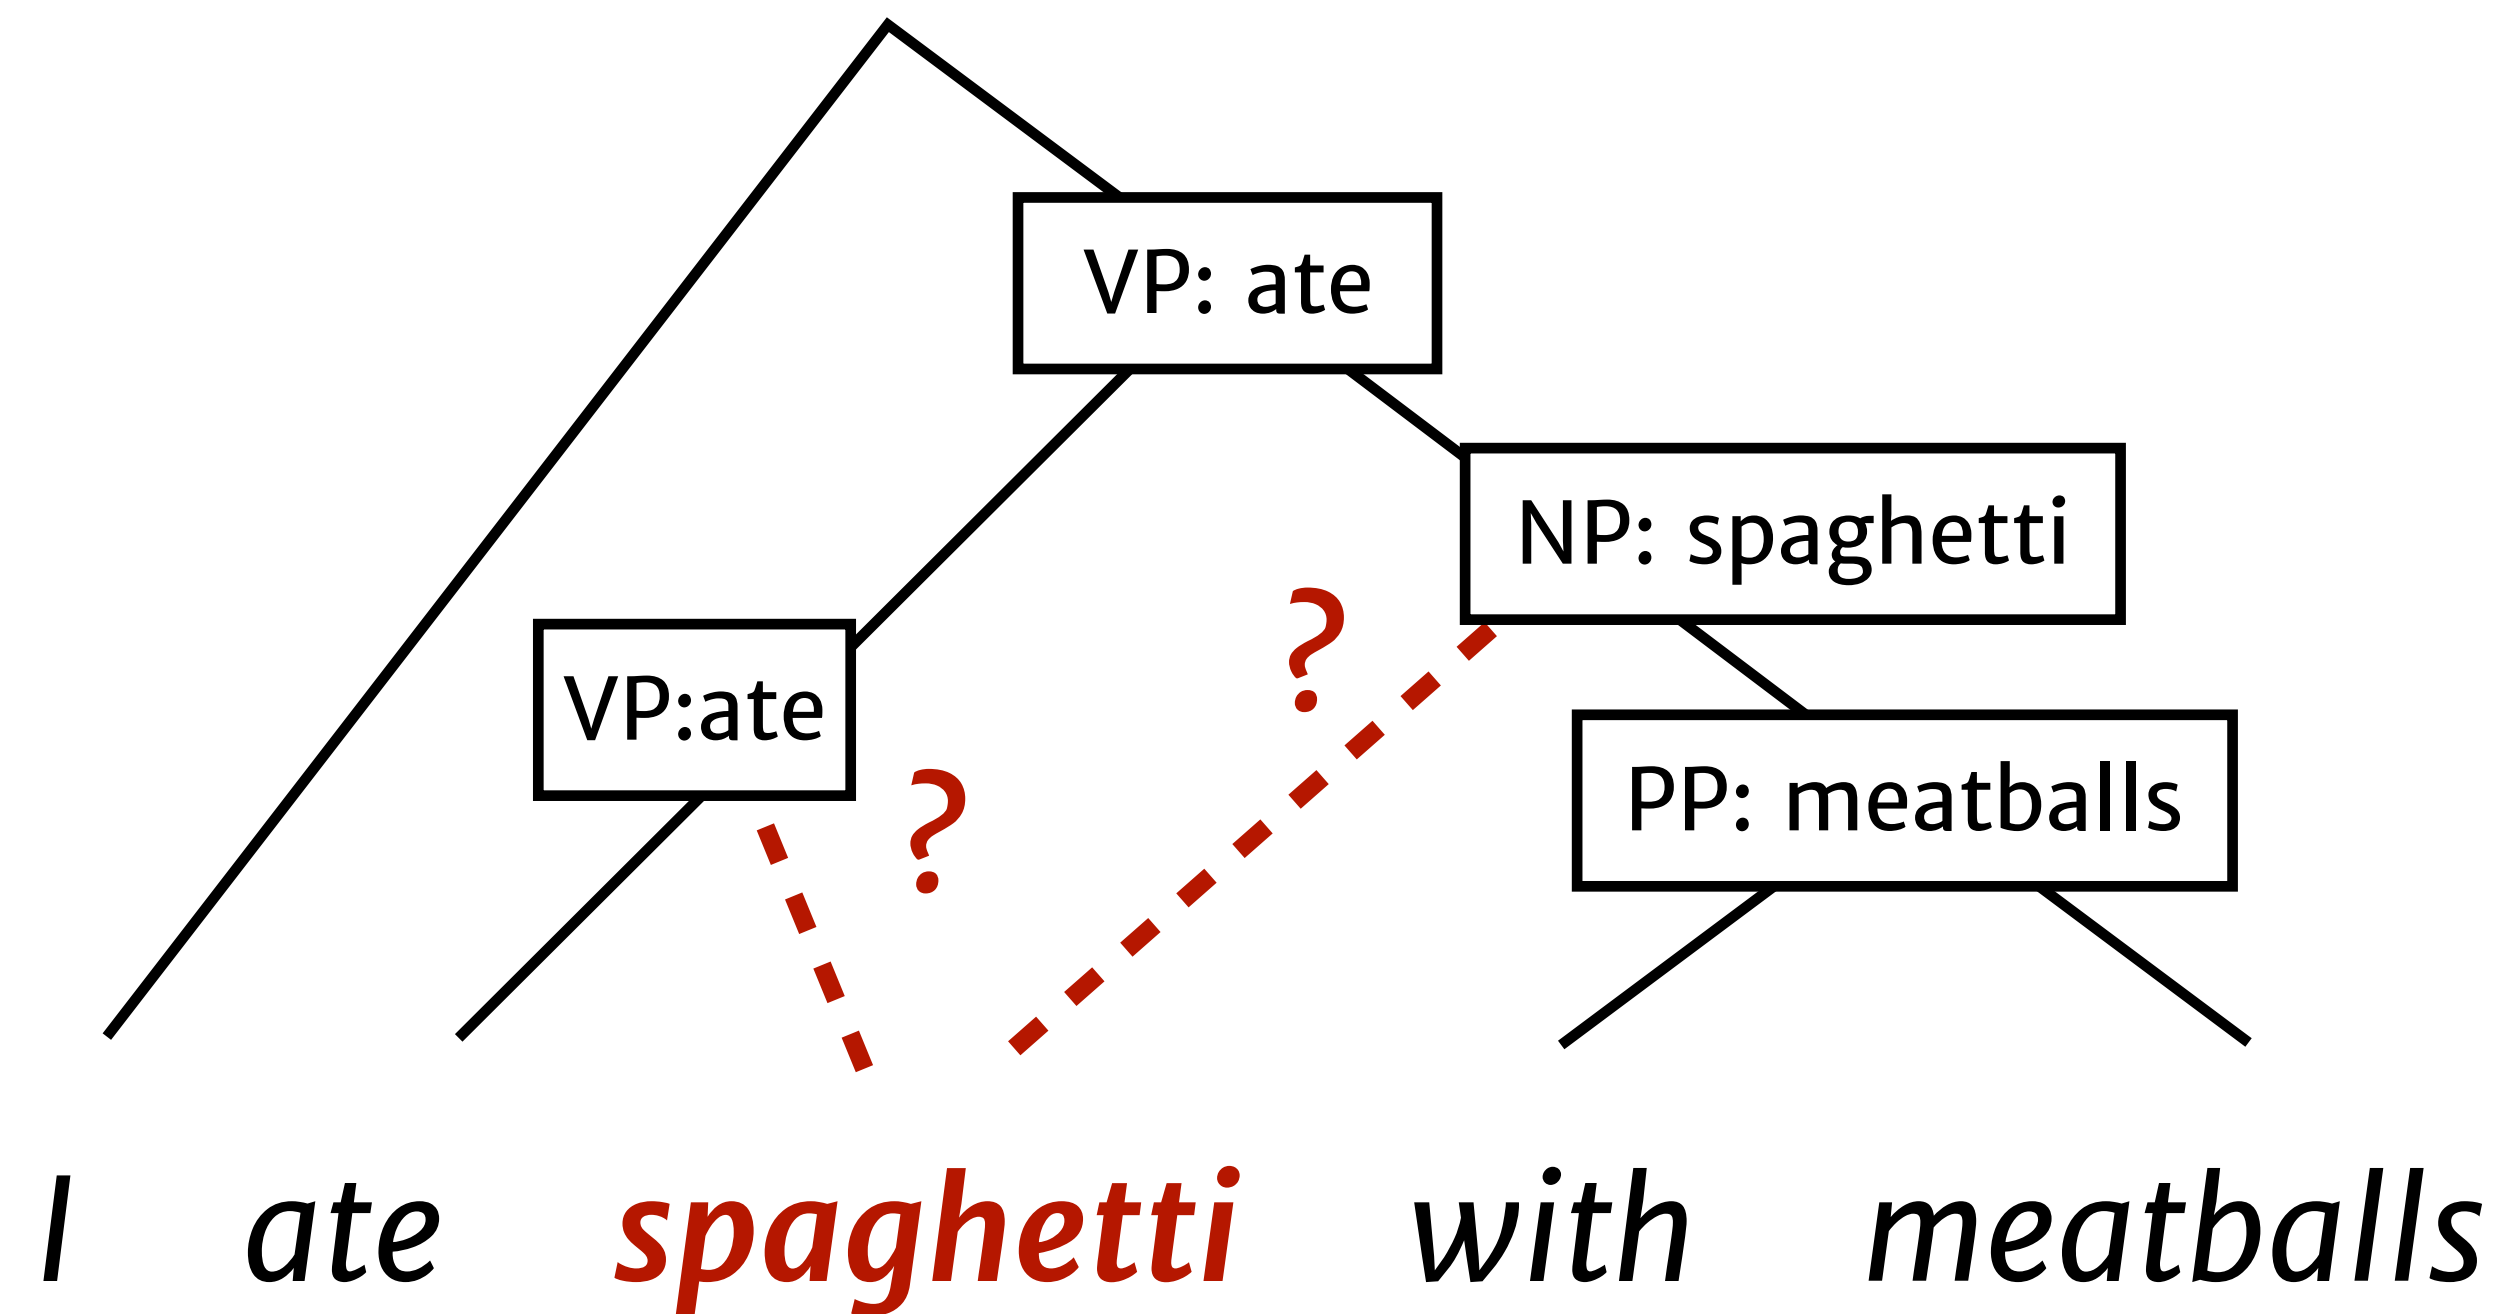 VP: ate
NP: spaghetti
?
VP:ate
?
PP: meatballs
I ate spaghetti with meatballs